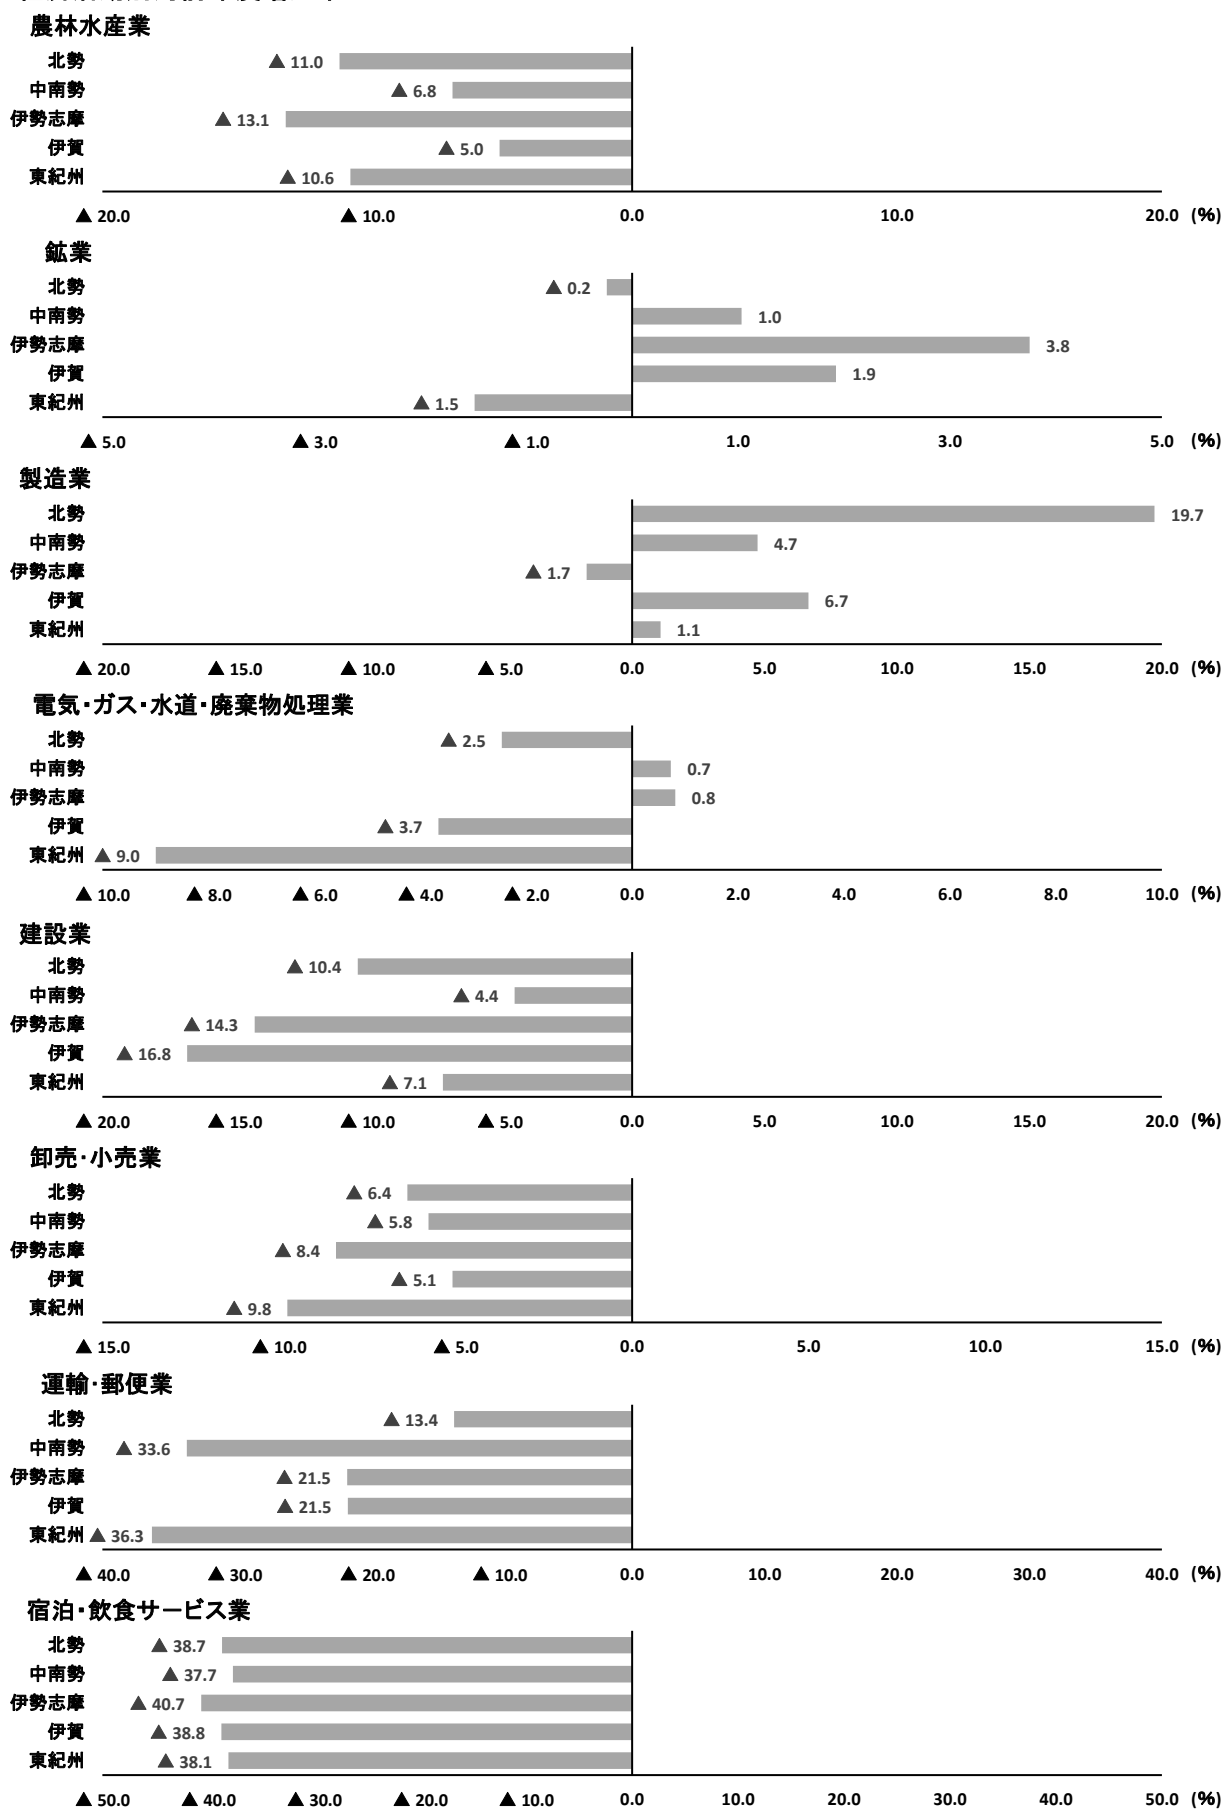 農林水産業
北勢 ▲ 11.0
中南勢 ▲ 6.8
伊勢志摩 ▲ 13.1
伊賀 ▲ 5.0
東紀州 ▲ 10.6
▲ 20.0 ▲ 10.0 0.0 10.0 20.0 (%)
鉱業
北勢 ▲ 0.2
中南勢 1.0
伊勢志摩 3.8
伊賀 1.9
東紀州 ▲ 1.5
▲ 5.0 ▲ 3.0 ▲ 1.0 1.0 3.0 5.0 (%)
製造業
北勢 19.7
中南勢 4.7
伊勢志摩 ▲ 1.7
伊賀 6.7
東紀州 1.1
▲ 20.0 ▲ 15.0 ▲ 10.0 ▲ 5.0 0.0 5.0 10.0 15.0 20.0 (%)
電気・ガス・水道・廃棄物処理業
北勢 ▲ 2.5
中南勢 0.7
伊勢志摩 0.8
伊賀 ▲ 3.7
東紀州 ▲ 9.0
▲ 10.0 ▲ 8.0 ▲ 6.0 ▲ 4.0 ▲ 2.0 0.0 2.0 4.0 6.0 8.0 10.0 (%)
建設業
北勢 ▲ 10.4
中南勢 ▲ 4.4
伊勢志摩 ▲ 14.3
伊賀 ▲ 16.8
東紀州 ▲ 7.1
▲ 20.0 ▲ 15.0 ▲ 10.0 ▲ 5.0 0.0 5.0 10.0 15.0 20.0 (%)
卸売・小売業
北勢 ▲ 6.4
中南勢 ▲ 5.8
伊勢志摩 ▲ 8.4
伊賀 ▲ 5.1
東紀州 ▲ 9.8
▲ 15.0 ▲ 10.0 ▲ 5.0 0.0 5.0 10.0 15.0 (%)
運輸・郵便業
北勢 ▲ 13.4
中南勢 ▲ 33.6
伊勢志摩 ▲ 21.5
伊賀 ▲ 21.5
東紀州 ▲ 36.3
▲ 40.0 ▲ 30.0 ▲ 20.0 ▲ 10.0 0.0 10.0 20.0 30.0 40.0 (%)
宿泊・飲食サービス業
北勢 ▲ 38.7
中南勢 ▲ 37.7
伊勢志摩 ▲ 40.7
伊賀 ▲ 38.8
東紀州 ▲ 38.1
▲ 50.0 ▲ 40.0 ▲ 30.0 ▲ 20.0 ▲ 10.0 0.0 10.0 20.0 30.0 40.0 50.0 (%)